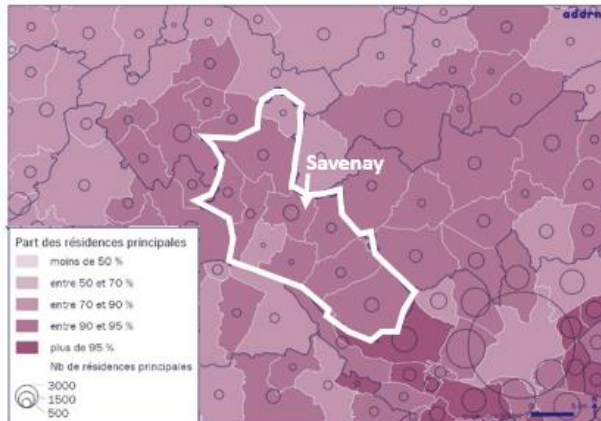 addrn
Savenay
Part des résidences principales
moins de 50 %
entre 50 et 70 %
entre 70 et 90 %
entre 90 et 95 %
plus de 95 %
Nb de résidences principales
3000
1500
500